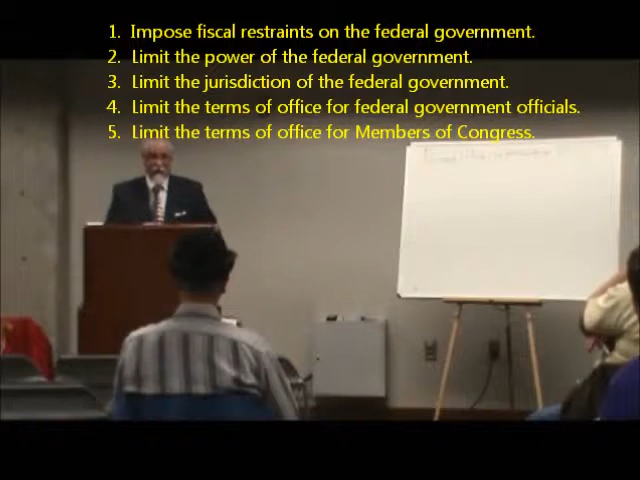 1. Impose fiscal restraints on the federal government.
2. Limit the power of the federal government.
3. Limit the jurisdiction of the federal government.
4. Limit the terms of office for federal government officials.
5. Limit the terms of office for Members of Congress.